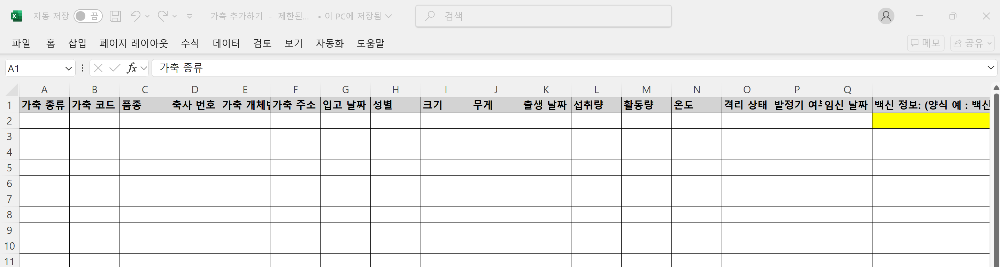 자동 저장 끔 가축 추가하기 - 제한된... • 이 PC에 저장됨 검색
파일 홈 삽입 페이지 레이아웃 수식 데이터 검토 보기 자동화 도움말 메모 공유
A1 fx 가축 종류
A B C D E F G H I J K L M N O P Q
1 가축 종류 가축 코드 품종 축사 번호 가축 개체번 가축 주소 입고 날짜 성별 크기 무게 출생 날짜 섭취량 활동량 온도 격리 상태 발정기 여부 임신 날짜 백신 정보: (양식 예 : 백신
2
3
4
5
6
7
8
9
10
11